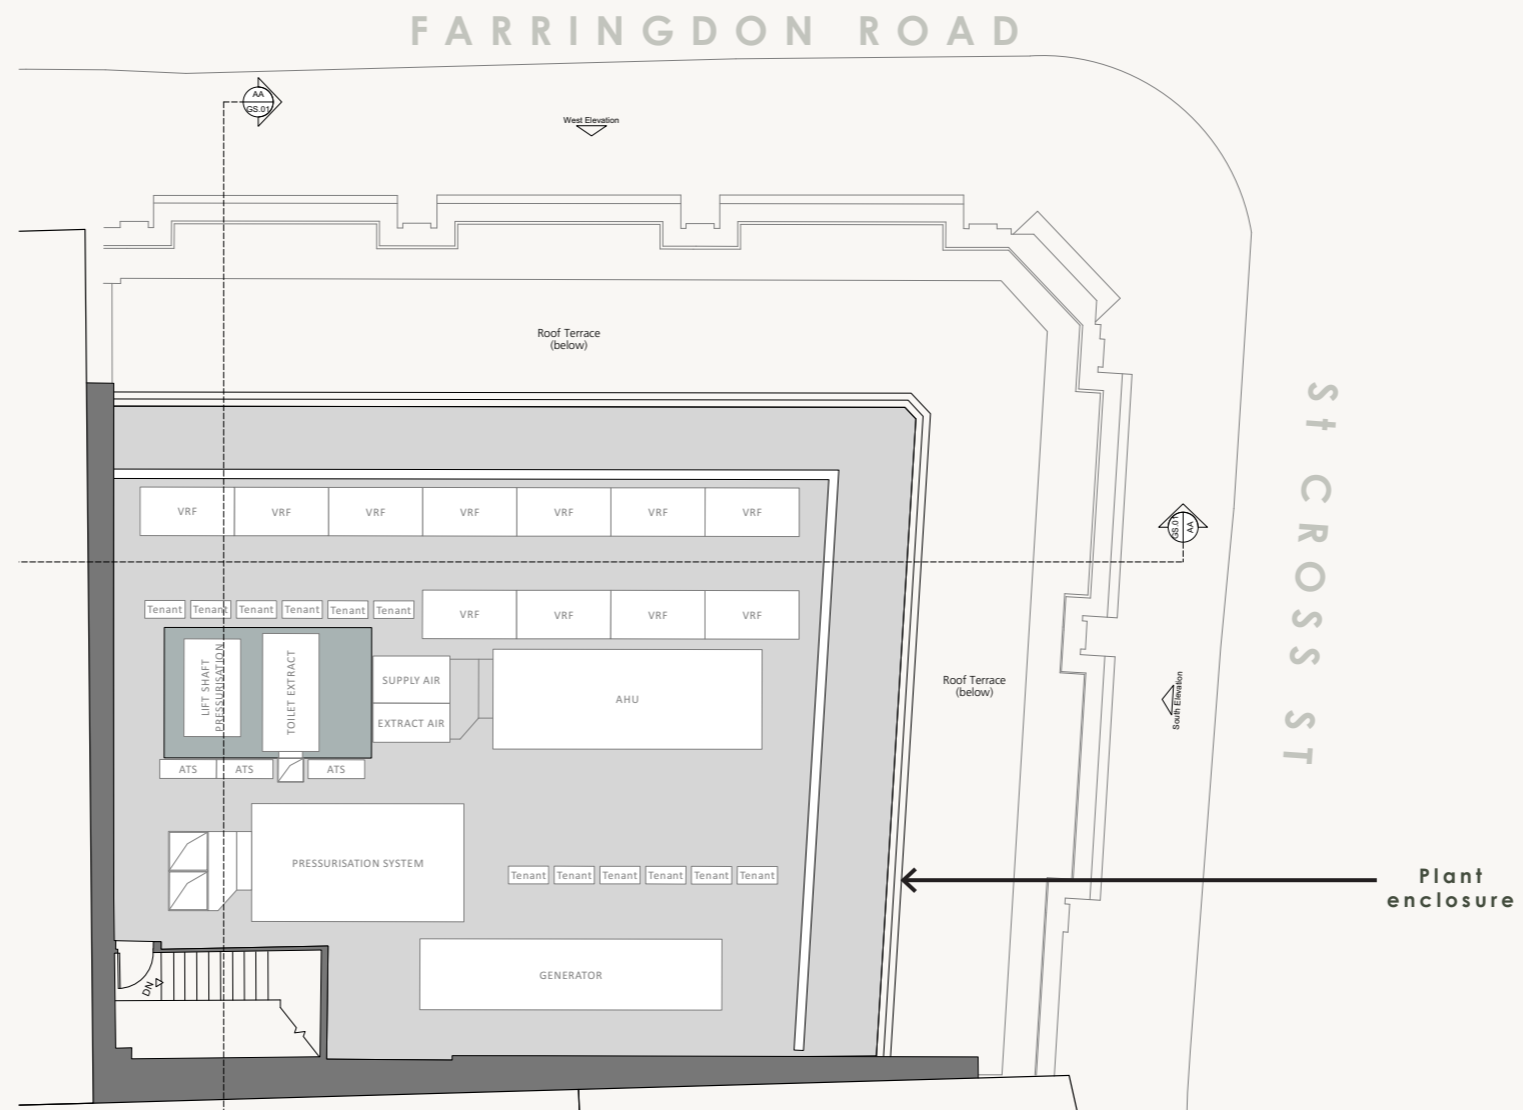 FARRINGDON ROAD
AA
GS.01
West Elevation
Roof Terrace
(below)
St CROSS ST
VRF
VRF
VRF
VRF
VRF
VRF
VRF
GS.01
AA
Tenant
Tenant
Tenant
Tenant
Tenant
Tenant
VRF
VRF
VRF
VRF
LIFT SHAFT
PRESSURISATION
TOILET EXTRACT
SUPPLY AIR
EXTRACT AIR
AHU
Roof Terrace
(below)
South Elevation
ATS
ATS
ATS
PRESSURISATION SYSTEM
Tenant
Tenant
Tenant
Tenant
Tenant
Tenant
Plant
enclosure
GENERATOR
DN